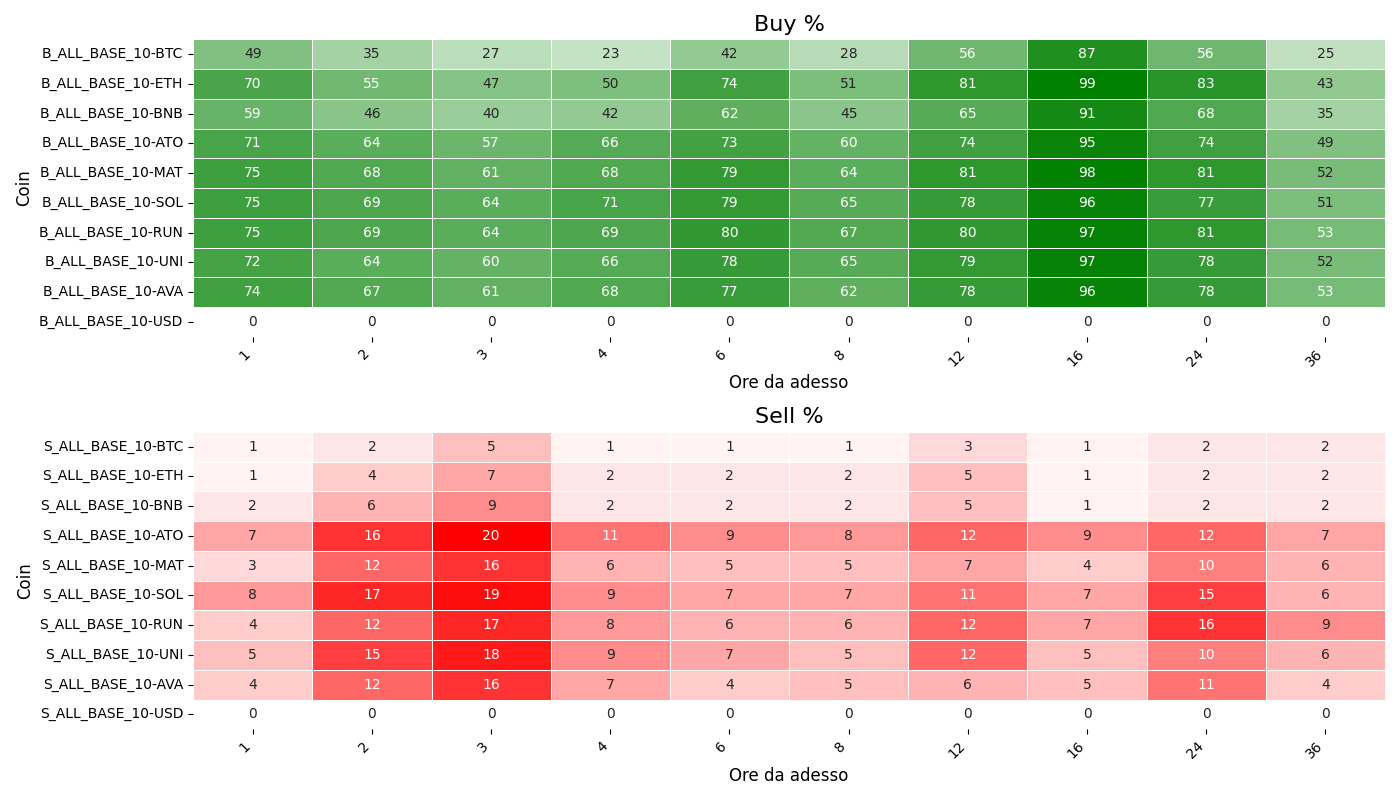 Buy %
Coin
B_ALL_BASE_10-BTC 49 35 27 23 42 28 56 87 56 25
B_ALL_BASE_10-ETH 70 55 47 50 74 51 81 99 83 43
B_ALL_BASE_10-BNB 59 46 40 42 62 45 65 91 68 35
B_ALL_BASE_10-ATO 71 64 57 66 73 60 74 95 74 49
B_ALL_BASE_10-MAT 75 68 61 68 79 64 81 98 81 52
B_ALL_BASE_10-SOL 75 69 64 71 79 65 78 96 77 51
B_ALL_BASE_10-RUN 75 69 64 69 80 67 80 97 81 53
B_ALL_BASE_10-UNI 72 64 60 66 78 65 79 97 78 52
B_ALL_BASE_10-AVA 74 67 61 68 77 62 78 96 78 53
B_ALL_BASE_10-USD 0 0 0 0 0 0 0 0 0 0
1 2 3 4 6 8 12 16 24 36
Ore da adesso
Sell %
Coin
S_ALL_BASE_10-BTC 1 2 5 1 1 1 3 1 2 2
S_ALL_BASE_10-ETH 1 4 7 2 2 2 5 1 2 2
S_ALL_BASE_10-BNB 2 6 9 2 2 2 5 1 2 2
S_ALL_BASE_10-ATO 7 16 20 11 9 8 12 9 12 7
S_ALL_BASE_10-MAT 3 12 16 6 5 5 7 4 10 6
S_ALL_BASE_10-SOL 8 17 19 9 7 7 11 7 15 6
S_ALL_BASE_10-RUN 4 12 17 8 6 6 12 7 16 9
S_ALL_BASE_10-UNI 5 15 18 9 7 5 12 5 10 6
S_ALL_BASE_10-AVA 4 12 16 7 4 5 6 5 11 4
S_ALL_BASE_10-USD 0 0 0 0 0 0 0 0 0 0
1 2 3 4 6 8 12 16 24 36
Ore da adesso